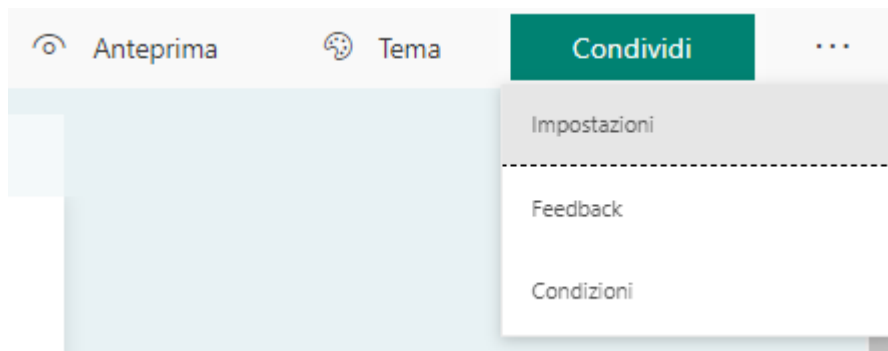 Anteprima Tema Condividi ...
Impostazioni
Feedback
Condizioni